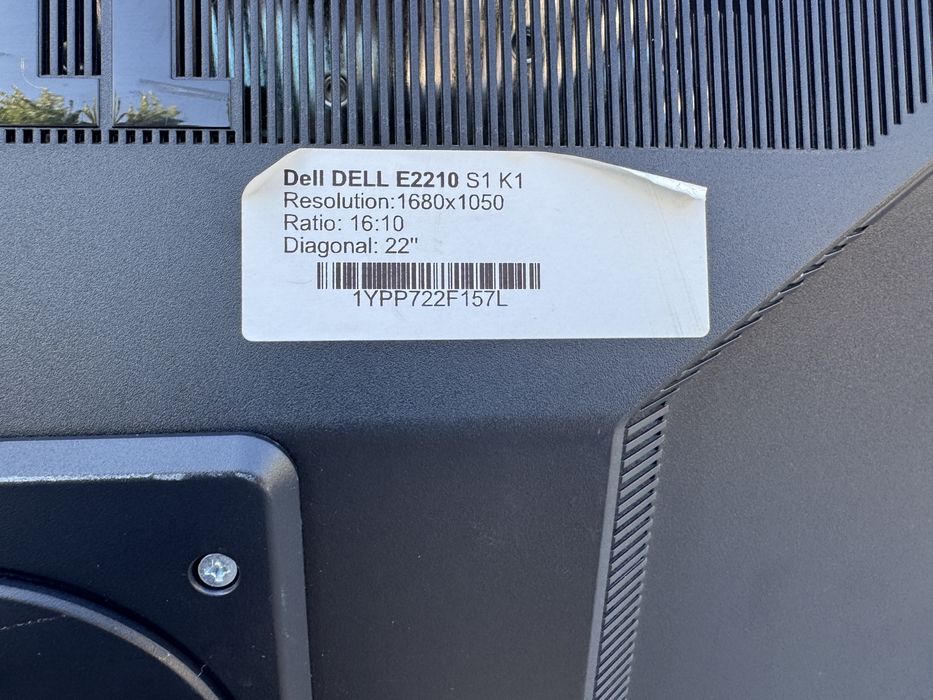 Dell DELL E2210 S1 K1
Resolution:1680x1050
Ratio: 16:10
Diagonal: 22"
1YPP722F157L